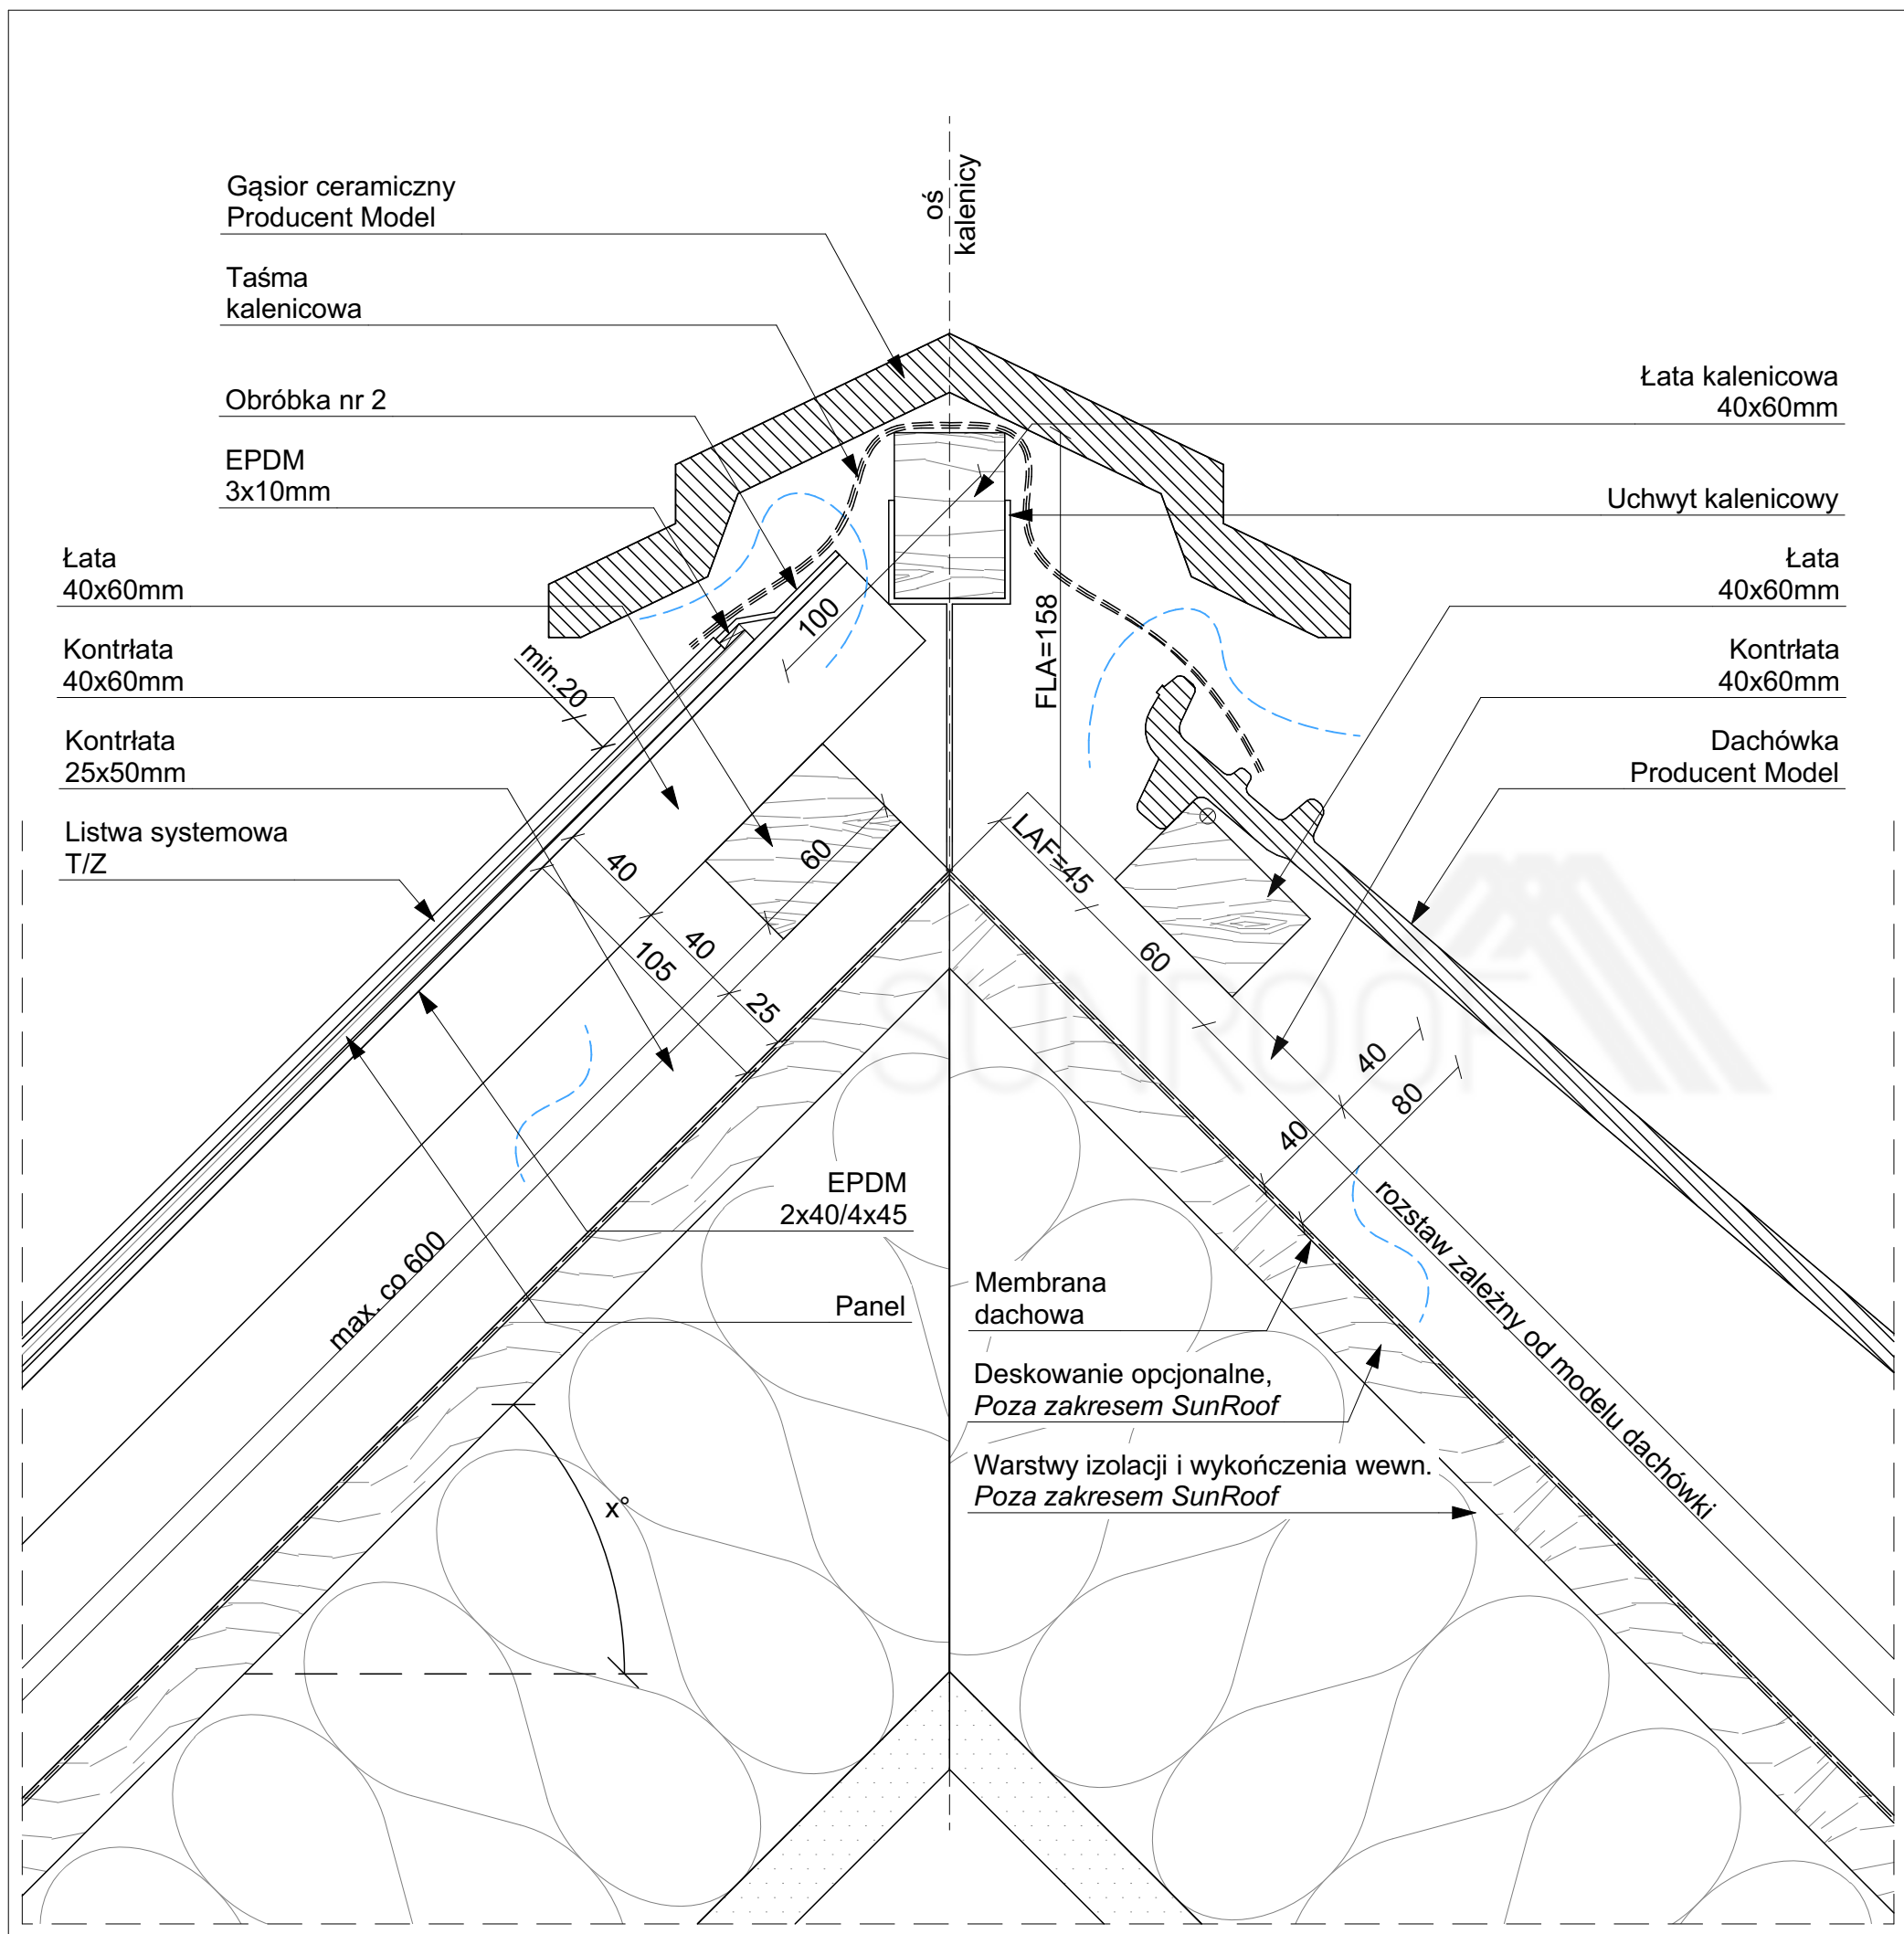 oś
kalenicy
Gąsior ceramiczny
Producent Model
Taśma
kalenicowa
Obróbka nr 2
EPDM
3x10mm
Łata
40x60mm
Kontrłata
40x60mm
Kontrłata
25x50mm
Listwa systemowa
T/Z
Łata kalenicowa
40x60mm
Uchwyt kalenicowy
Łata
40x60mm
Kontrłata
40x60mm
Dachówka
Producent Model
min.20
100
FLA=158
LAF=45
60
40
40
105
25
60
40
40
80
SUNROOF
max. co 600
rozstaw zależny od modelu dachówki
EPDM
2x40/4x45
Panel
Membrana
dachowa
Deskowanie opcjonalne,
Poza zakresem SunRoof
Warstwy izolacji i wykończenia wewn.
Poza zakresem SunRoof
x°